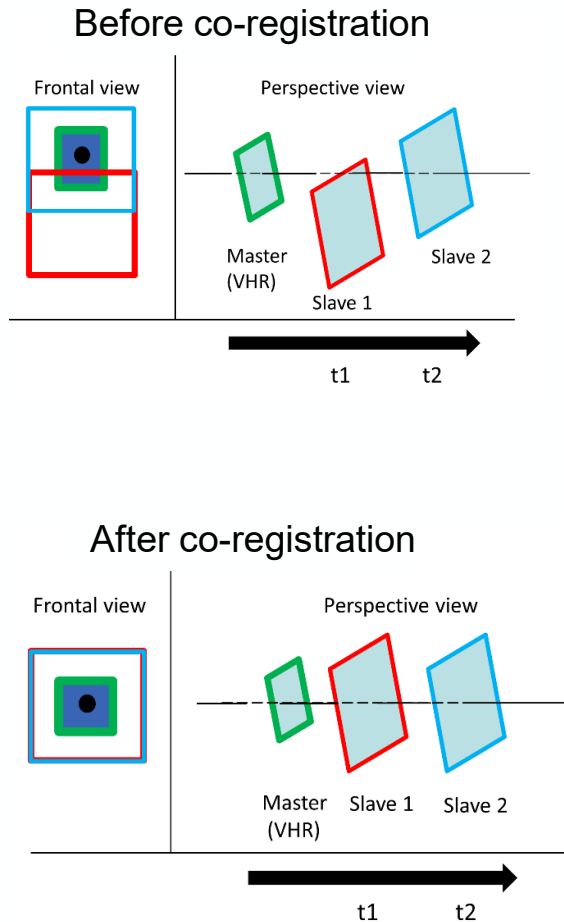 Before co-registration
Frontal view
Perspective view
Master
(VHR)
Slave 1
Slave 2
t1
t2
After co-registration
Frontal view
Perspective view
Master
(VHR)
Slave 1
Slave 2
t1
t2